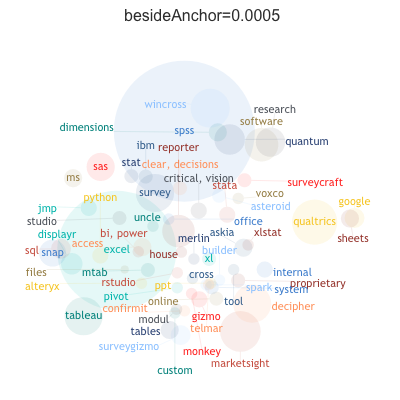 besideAnchor=0.0005
wincross
research
software
dimensions
spss
quantum
ibm
reporter
stat
clear, decisions
sas
ms
critical, vision
stata
surveycraft
survey
voxco
google
python
asteroid
jmp
uncle
office
qualtrics
studio
displayr
bi, power
merlin
askia
xlstat
sheets
sql
snap
access
excel
house
xl
builder
files
mtab
cross
internal
alteryx
rstudio
ppt
spark
system
proprietary
pivot
online
tool
decipher
confirmit
tableau
modul
gizmo
tables
telmar
surveygizmo
monkey
marketsight
custom